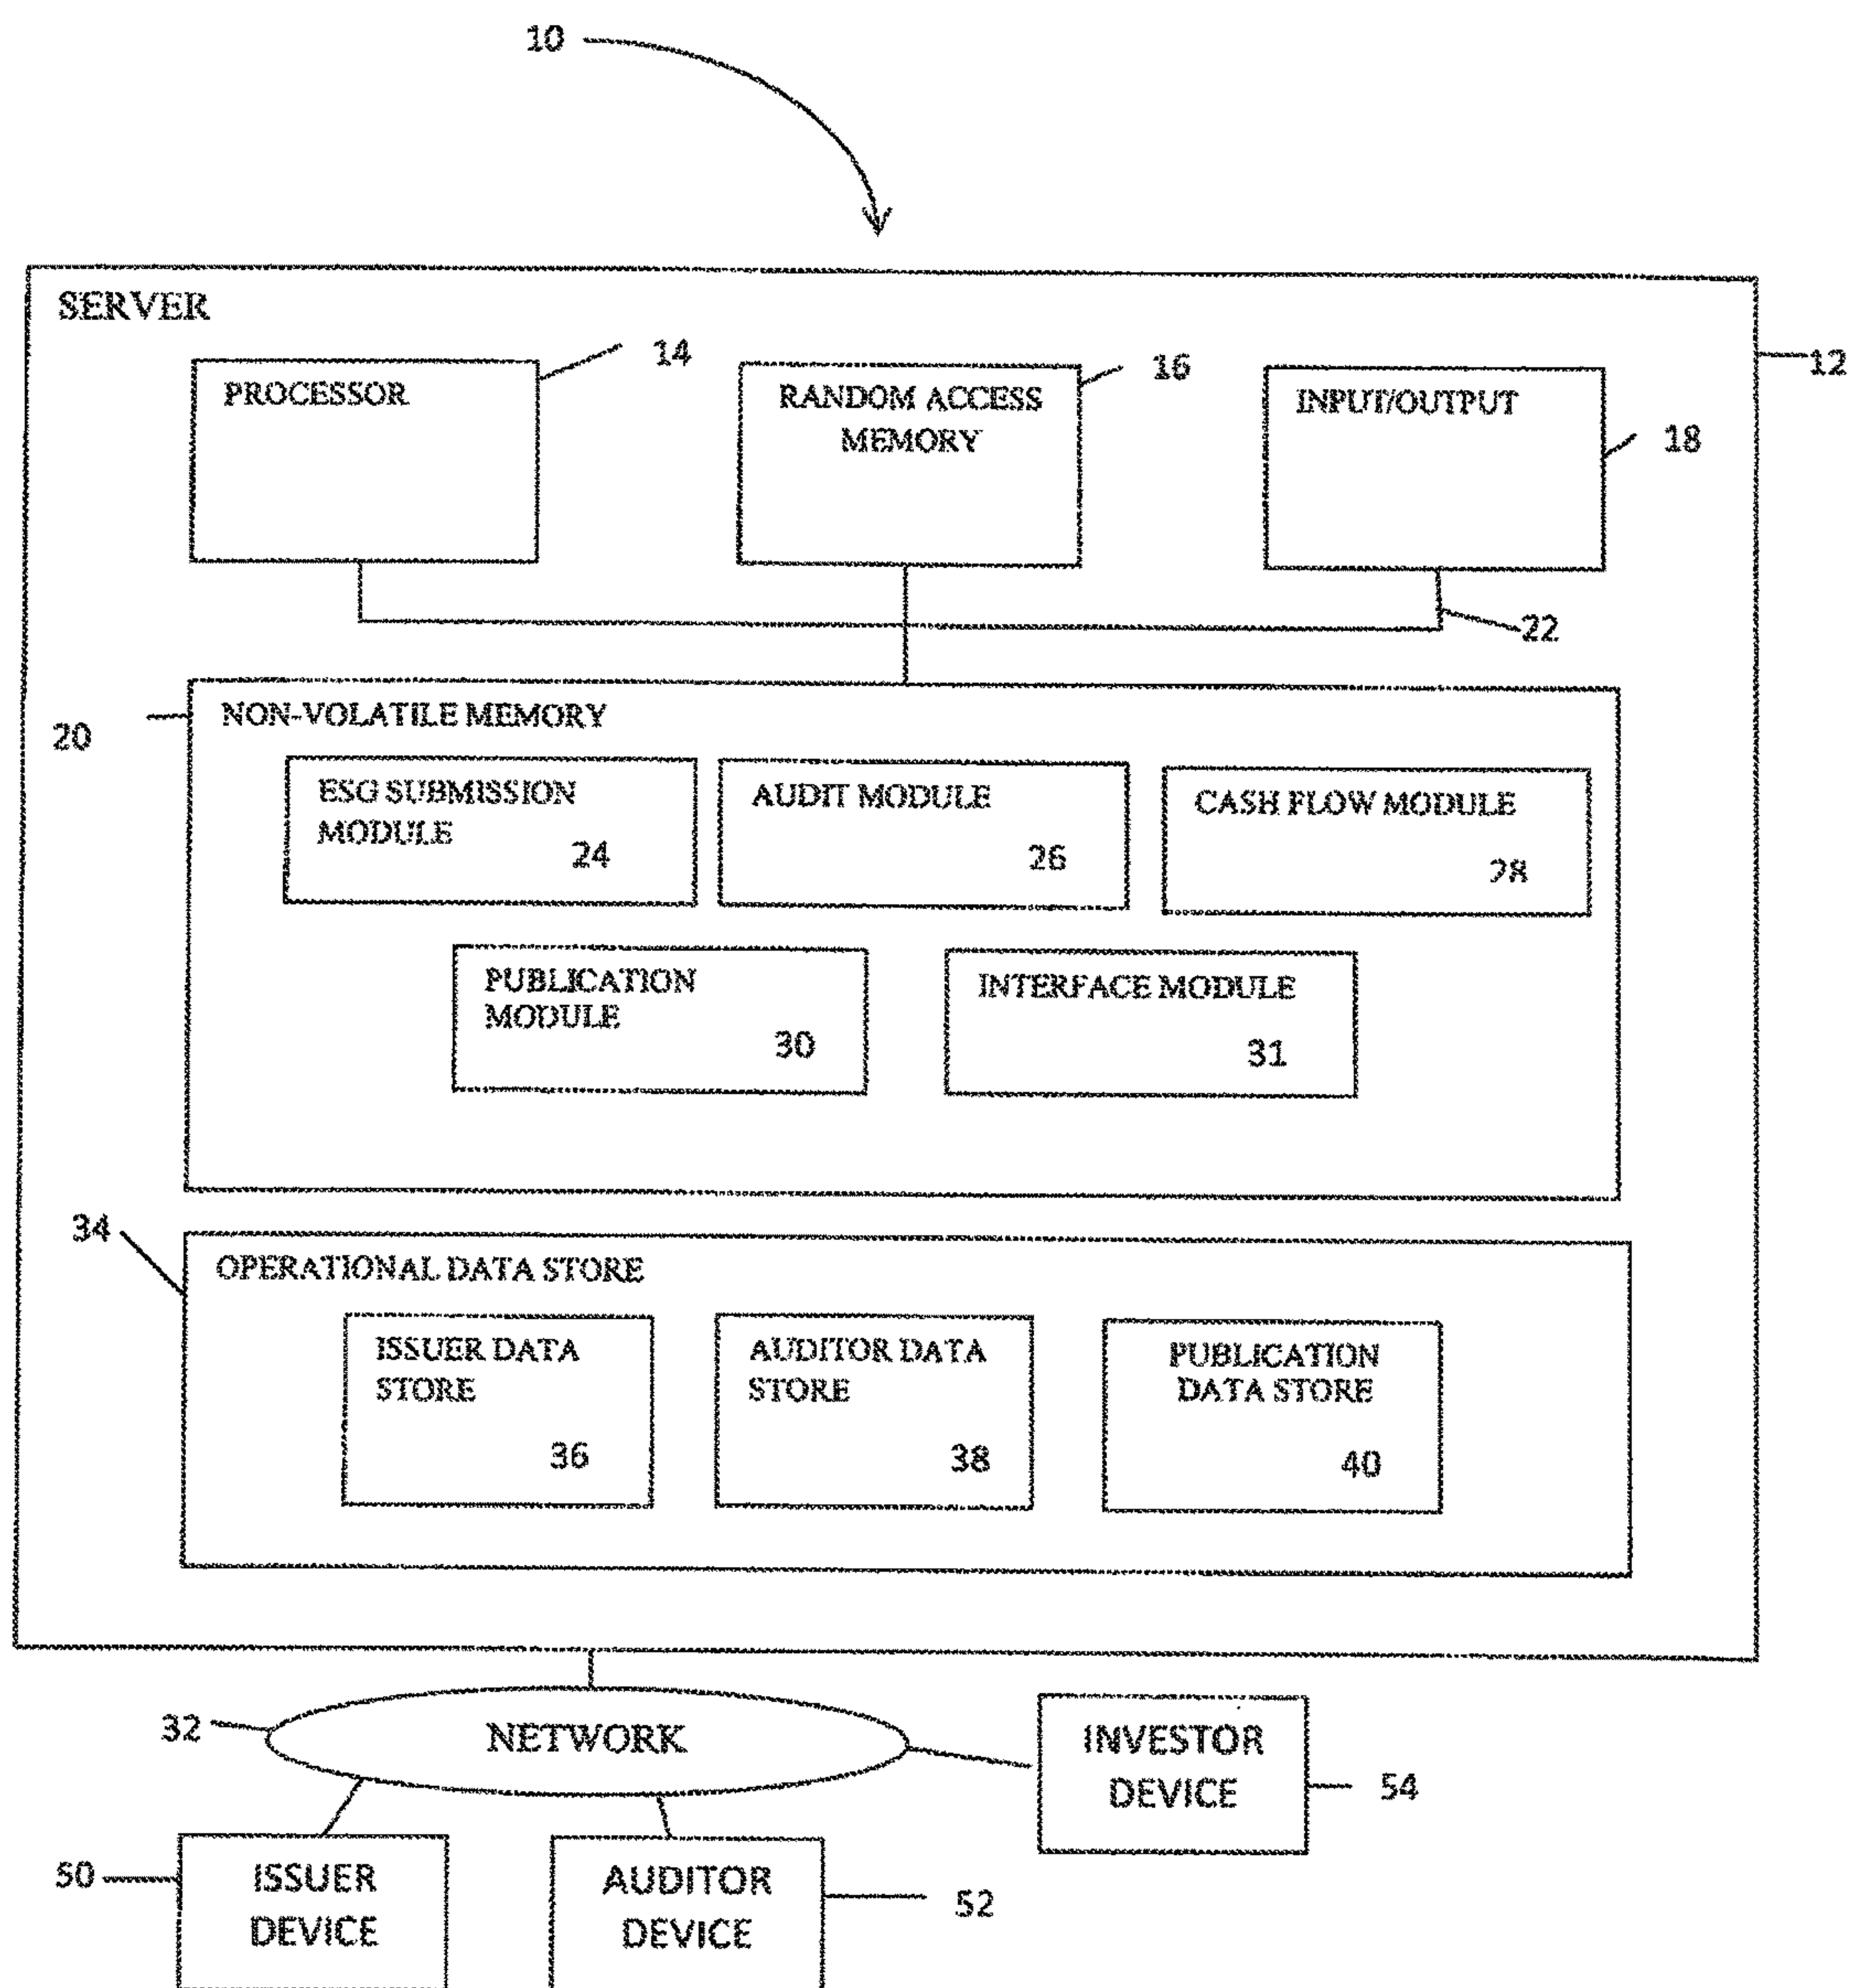 10
SERVER
12
PROCESSOR
14
RANDOM ACCESS
MEMORY
16
INPUT/OUTPUT
18
22
20
NON-VOLATILE MEMORY
ESG SUBMISSION
MODULE
24
AUDIT MODULE
26
CASH FLOW MODULE
28
PUBLICATION
MODULE
30
INTERFACE MODULE
31
34
OPERATIONAL DATA STORE
ISSUER DATA
STORE
36
AUDITOR DATA
STORE
38
PUBLICATION
DATA STORE
40
32
NETWORK
INVESTOR
DEVICE
54
50
ISSUER
DEVICE
AUDITOR
DEVICE
52